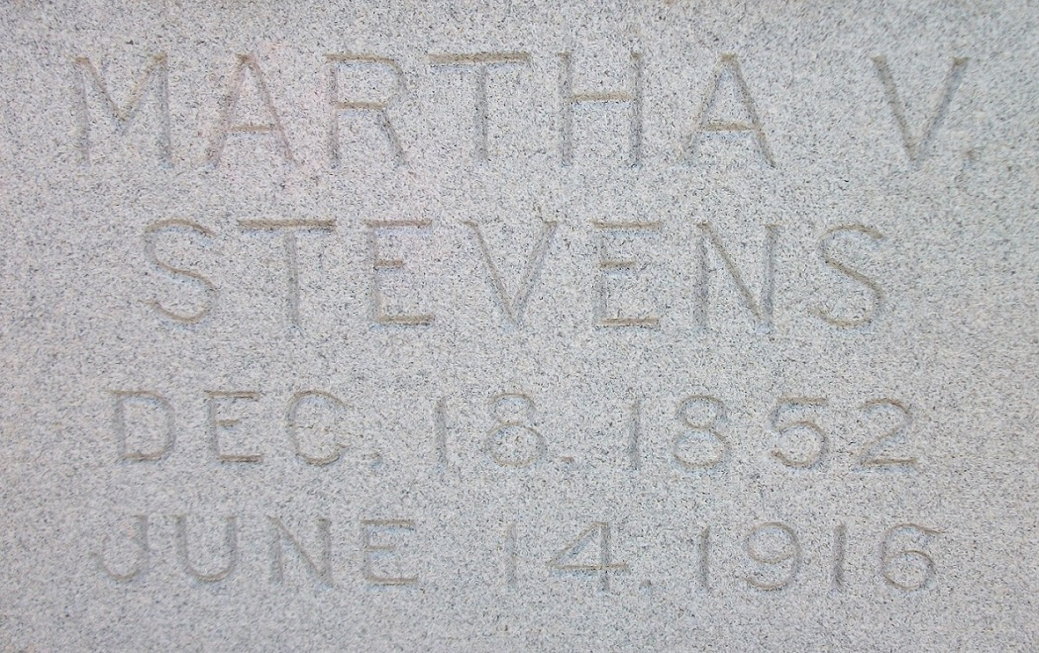 MARTHA V.
STEVENS
DEC. 18. 1852
JUNE 14. 1916